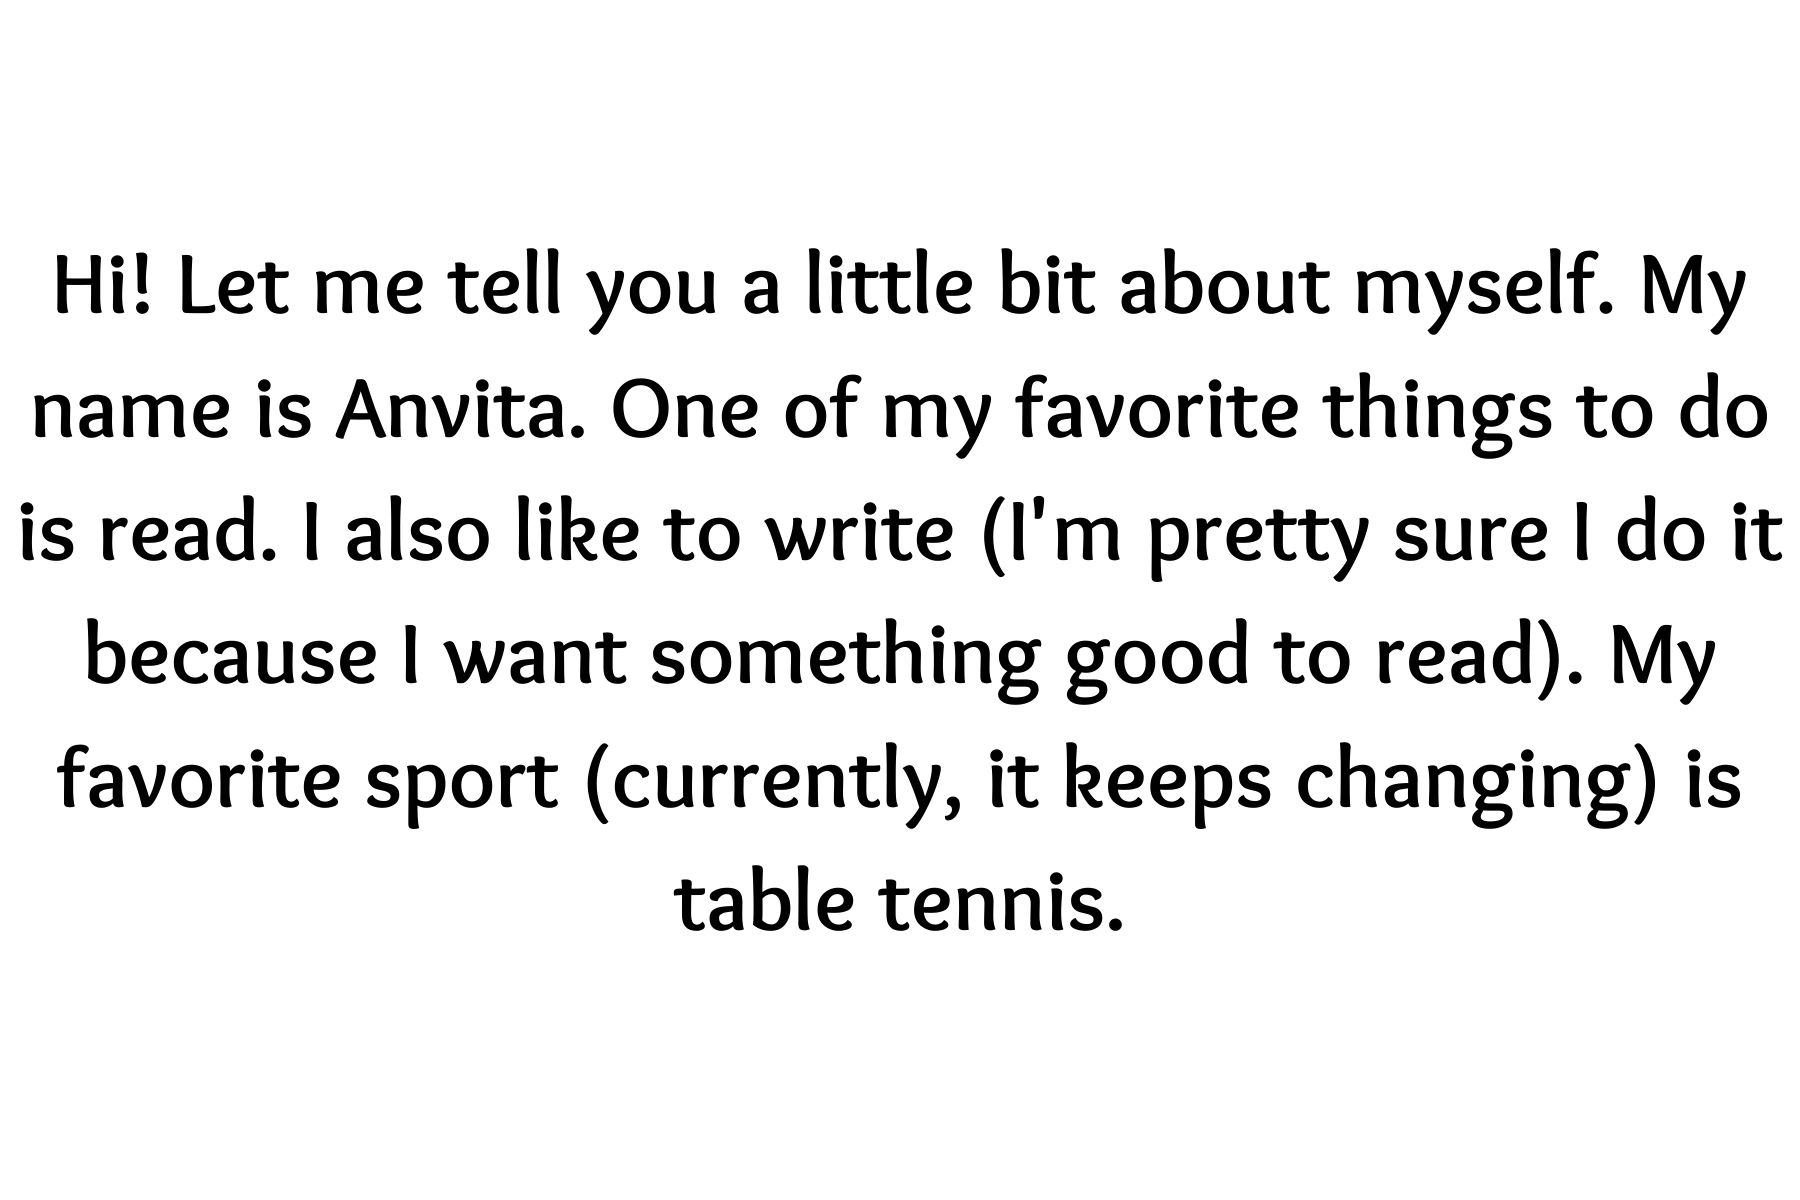 Hi! Let me tell you a little bit about myself. My
name is Anvita. One of my favorite things to do
is read. I also like to write (I'm pretty sure I do it
because I want something good to read). My
favorite sport (currently, it keeps changing) is
table tennis.